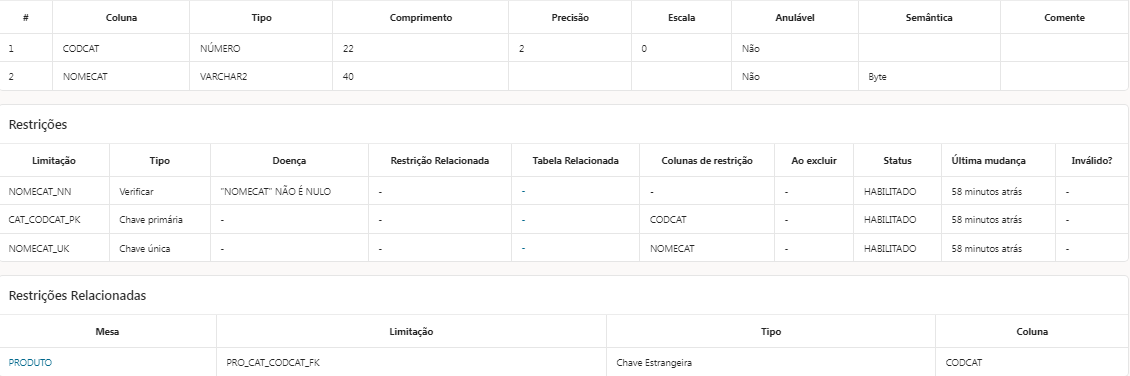 # Coluna Tipo Comprimento Precisão Escala Anulável Semântica Comente
1 CODCAT NÚMERO 22 2 0 Não
2 NOMECAT VARCHAR2 40 Não Byte
Restrições
Limitação Tipo Doença Restrição Relacionada Tabela Relacionada Colunas de restrição Ao excluir Status Última mudança Inválido?
NOMECAT_NN Verificar "NOMECAT" NÃO É NULO - - - - HABILITADO 58 minutos atrás -
CAT_CODCAT_PK Chave primária - - - CODCAT - HABILITADO 58 minutos atrás -
NOMECAT_UK Chave única - - - NOMECAT - HABILITADO 58 minutos atrás -
Restrições Relacionadas
Mesa Limitação Tipo Coluna
PRODUTO PRO_CAT_CODCAT_FK Chave Estrangeira CODCAT